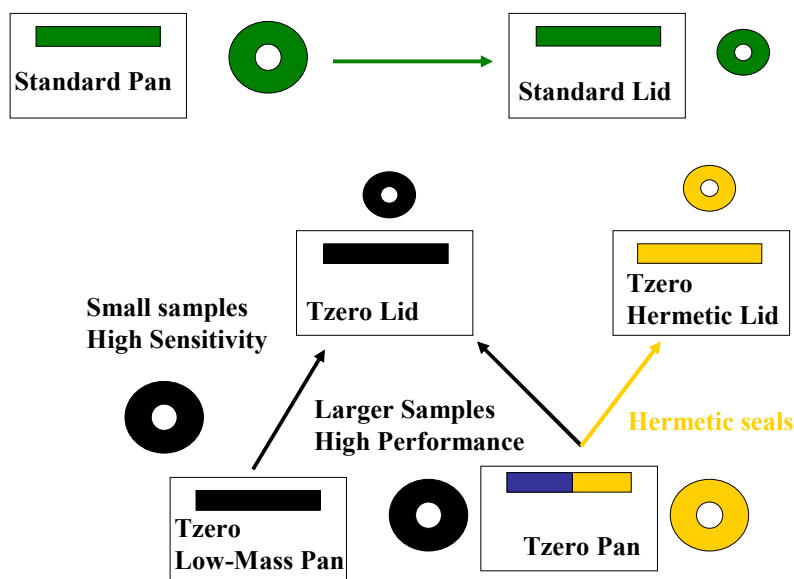 Standard Pan
Standard Lid
Tzero Lid
Tzero
Hermetic Lid
Small samples
High Sensitivity
Larger Samples
High Performance
Hermetic seals
Tzero
Low-Mass Pan
Tzero Pan